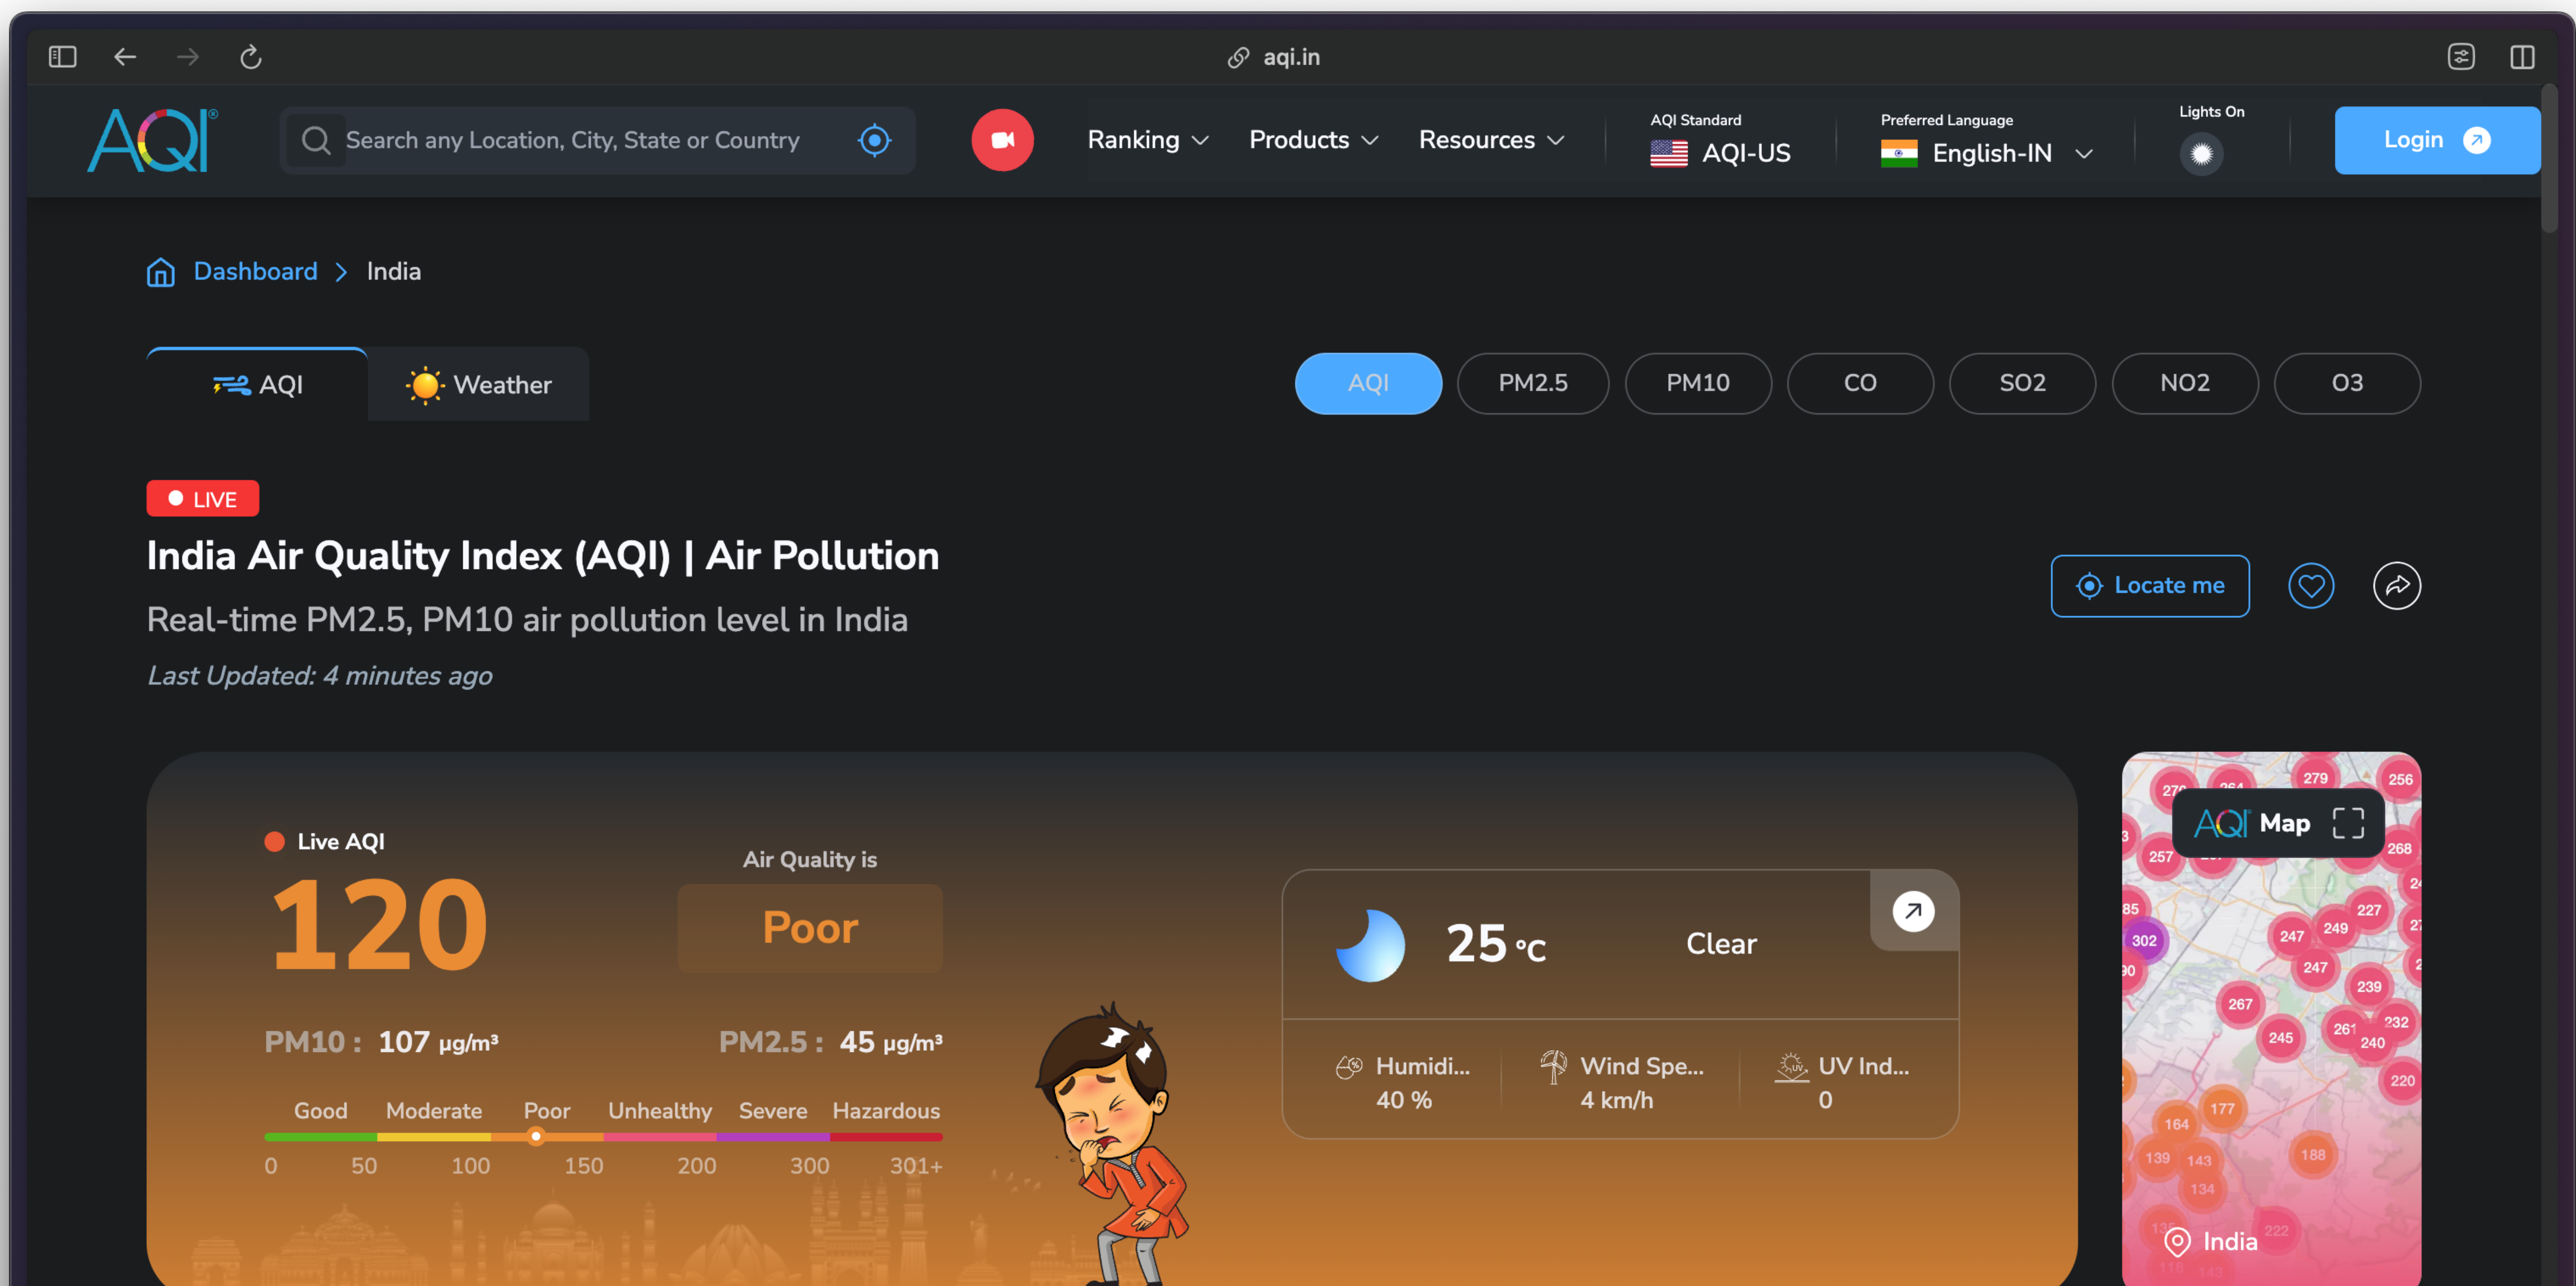 aqi.in
AQI®
Search any Location, City, State or Country
Ranking
Products
Resources
AQI Standard
AQI-US
Preferred Language
English-IN
Lights On
Login
Dashboard
India
AQI
Weather
AQI
PM2.5
PM10
CO
SO2
NO2
O3
LIVE
India Air Quality Index (AQI) | Air Pollution
Real-time PM2.5, PM10 air pollution level in India
Last Updated: 4 minutes ago
Locate me
Live AQI
120
Air Quality is
Poor
PM10 : 107 µg/m³
PM2.5 : 45 µg/m³
Good Moderate Poor Unhealthy Severe Hazardous
0 50 100 150 200 300 301+
25 °C
Clear
Humidi...
40 %
Wind Spe...
4 km/h
UV Ind...
0
279
256
AQI Map
257
268
227
302
247
249
247
239
267
232
245
240
220
177
164
188
139
143
134
222
India
118
143